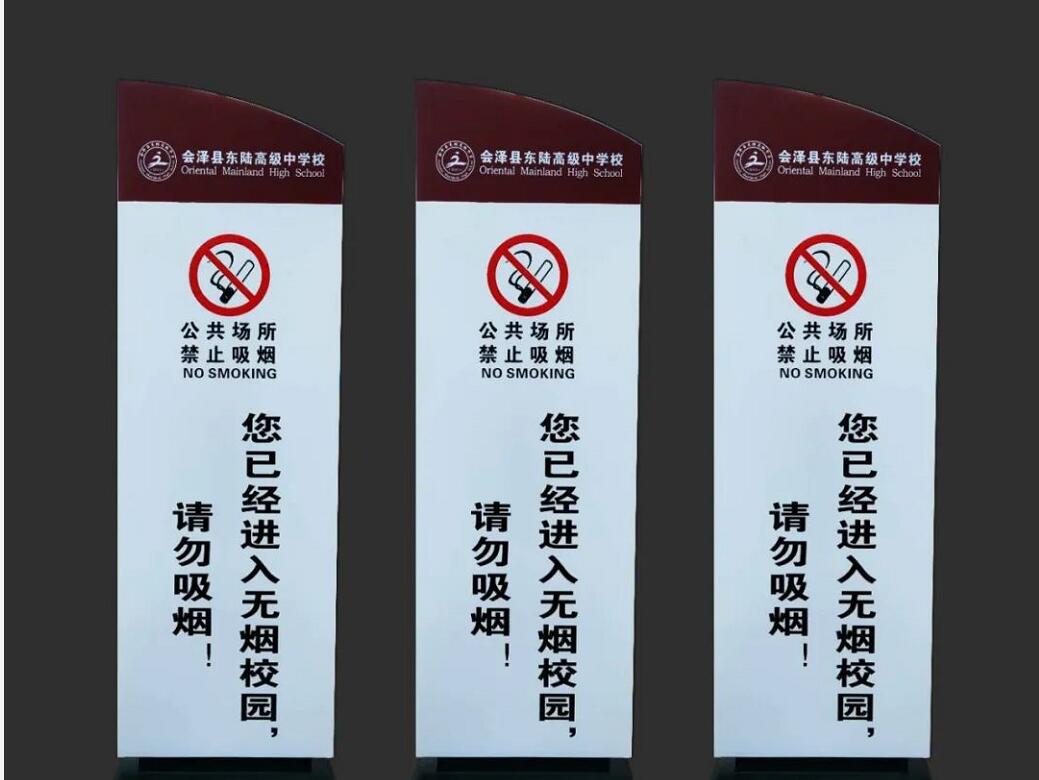 会泽县东陆高级中学校
Oriental Mainland High School
公共场所
禁止吸烟
NO SMOKING
您已经进入无烟校园，
请勿吸烟！
会泽县东陆高级中学校
Oriental Mainland High School
公共场所
禁止吸烟
NO SMOKING
您已经进入无烟校园，
请勿吸烟！
会泽县东陆高级中学校
Oriental Mainland High School
公共场所
禁止吸烟
NO SMOKING
您已经进入无烟校园，
请勿吸烟！